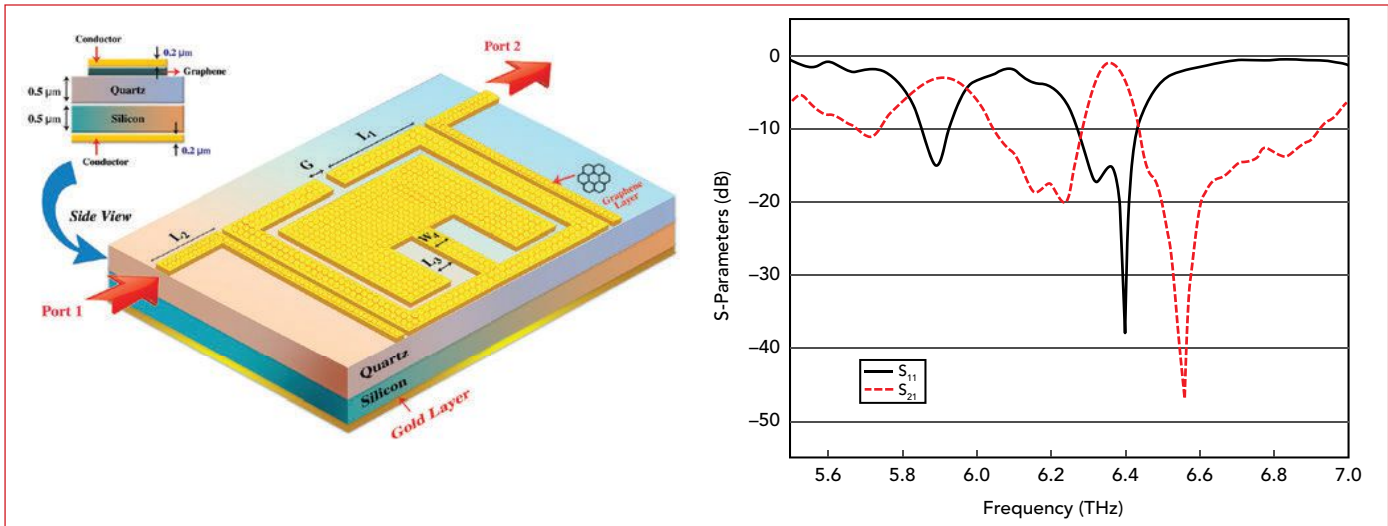 Conductor
0.2 µm
Graphene
0.5 µm
Quartz
0.5 µm
Silicon
Conductor
0.2 µm
Side View
Port 2
L1
G
Graphene
Layer
L2
W4
L3
Port 1
Quartz
Silicon
Gold Layer
0
−10
−20
−30
−40
−50
S-Parameters (dB)
S11
S21
5.6 5.8 6.0 6.2 6.4 6.6 6.8 7.0
Frequency (THz)